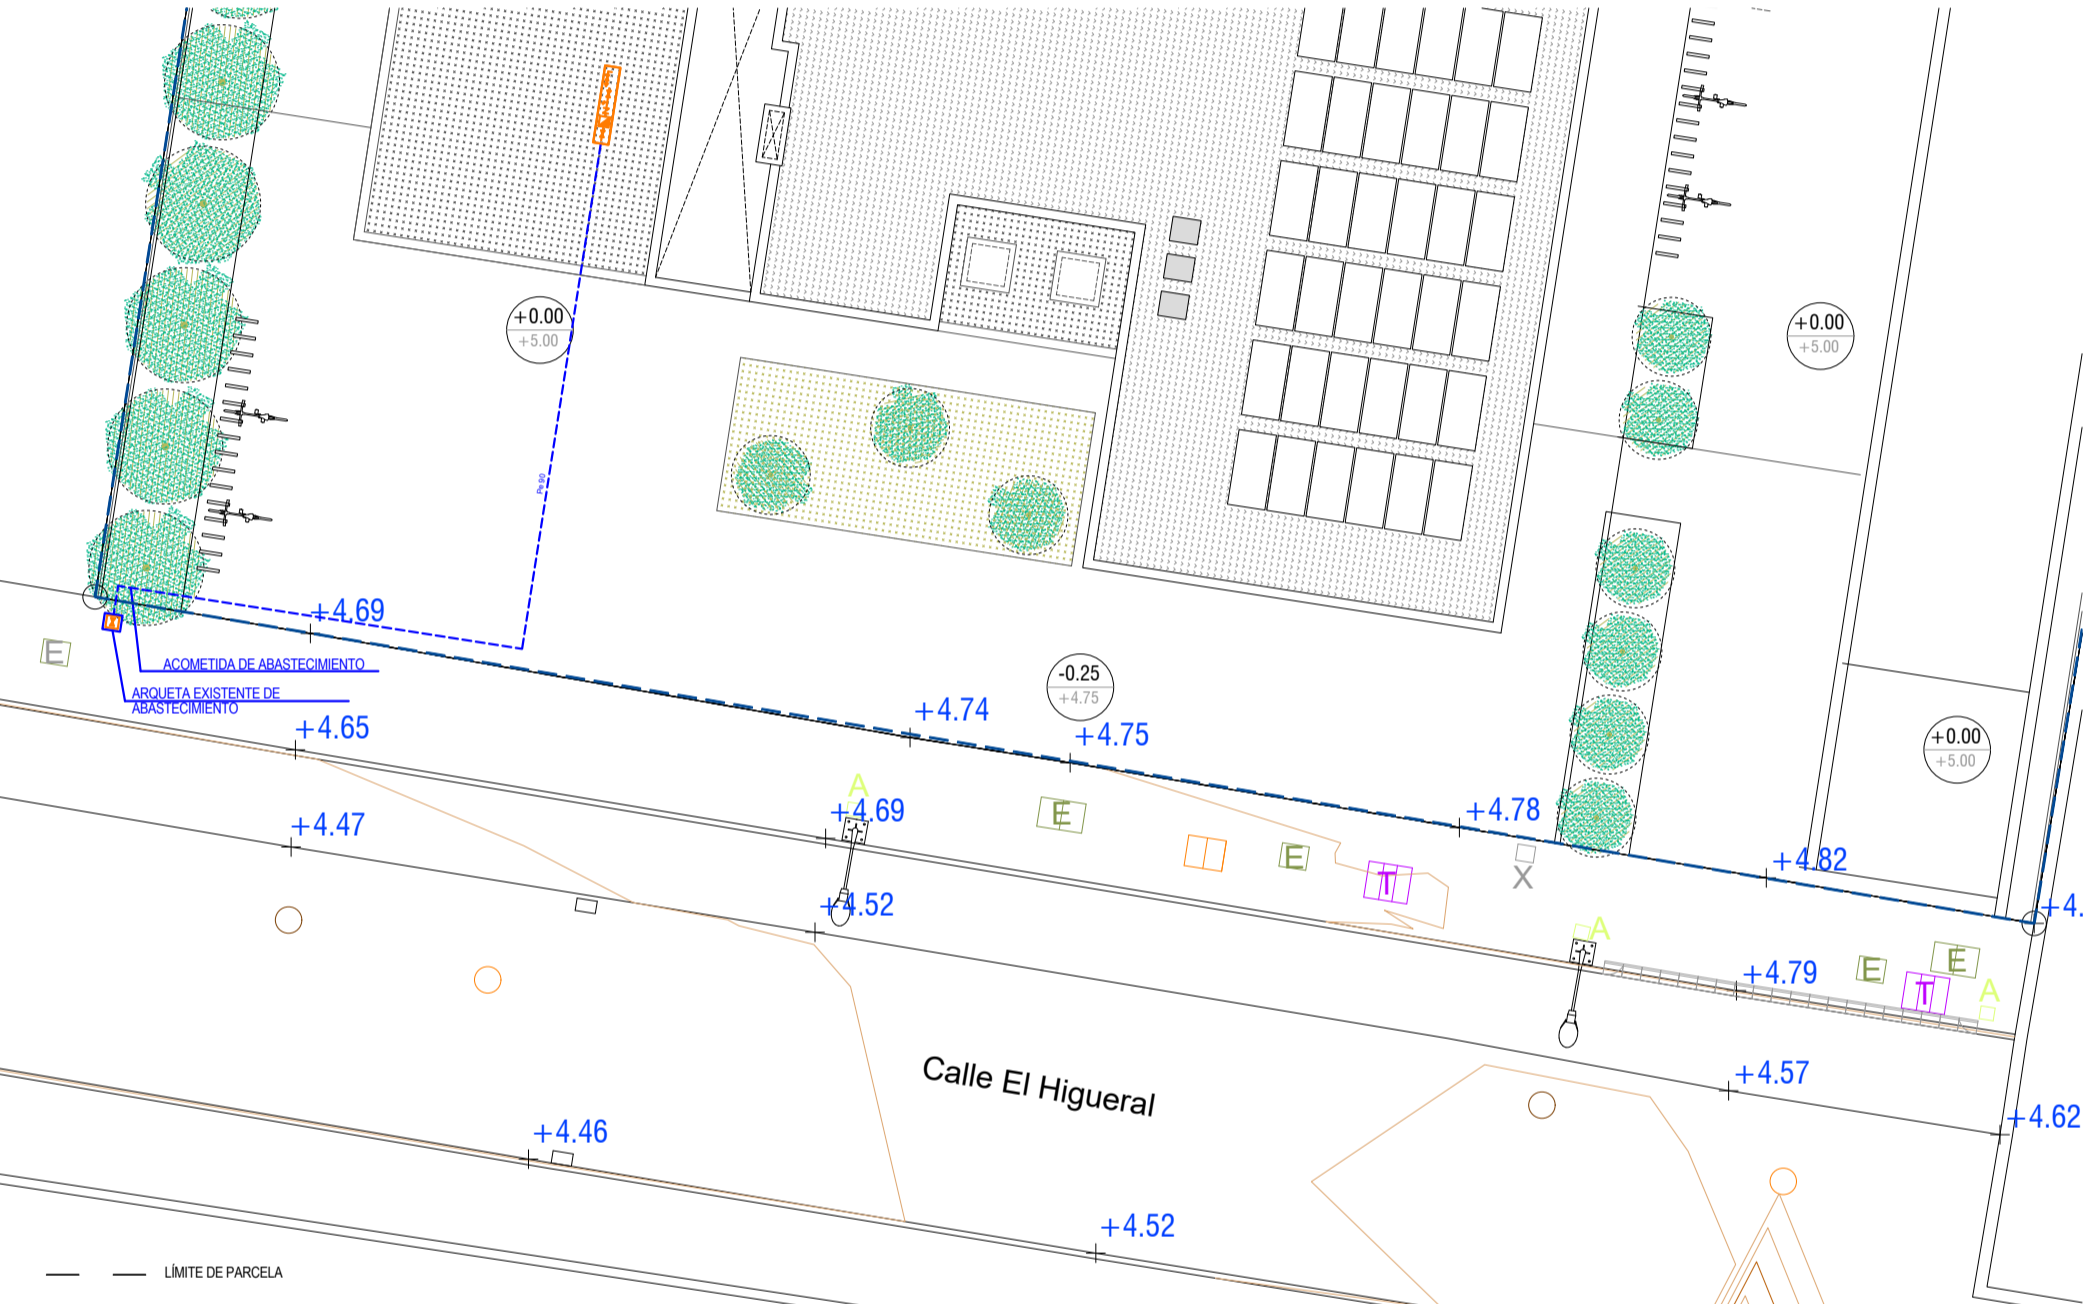 +0.00
+5.00
+0.00
+5.00
Pe 90
+4.69
E
ACOMETIDA DE ABASTECIMIENTO
ARQUETA EXISTENTE DE
ABASTECIMIENTO
-0.25
+4.75
+4.74
+4.75
+0.00
+5.00
+4.65
A
+4.69
E
+4.78
+4.47
E
T
X
+4.82
+4.52
A
+4.
+4.79
E
E
T
A
Calle El Higueral
+4.57
+4.62
+4.46
+4.52
LÍMITE DE PARCELA